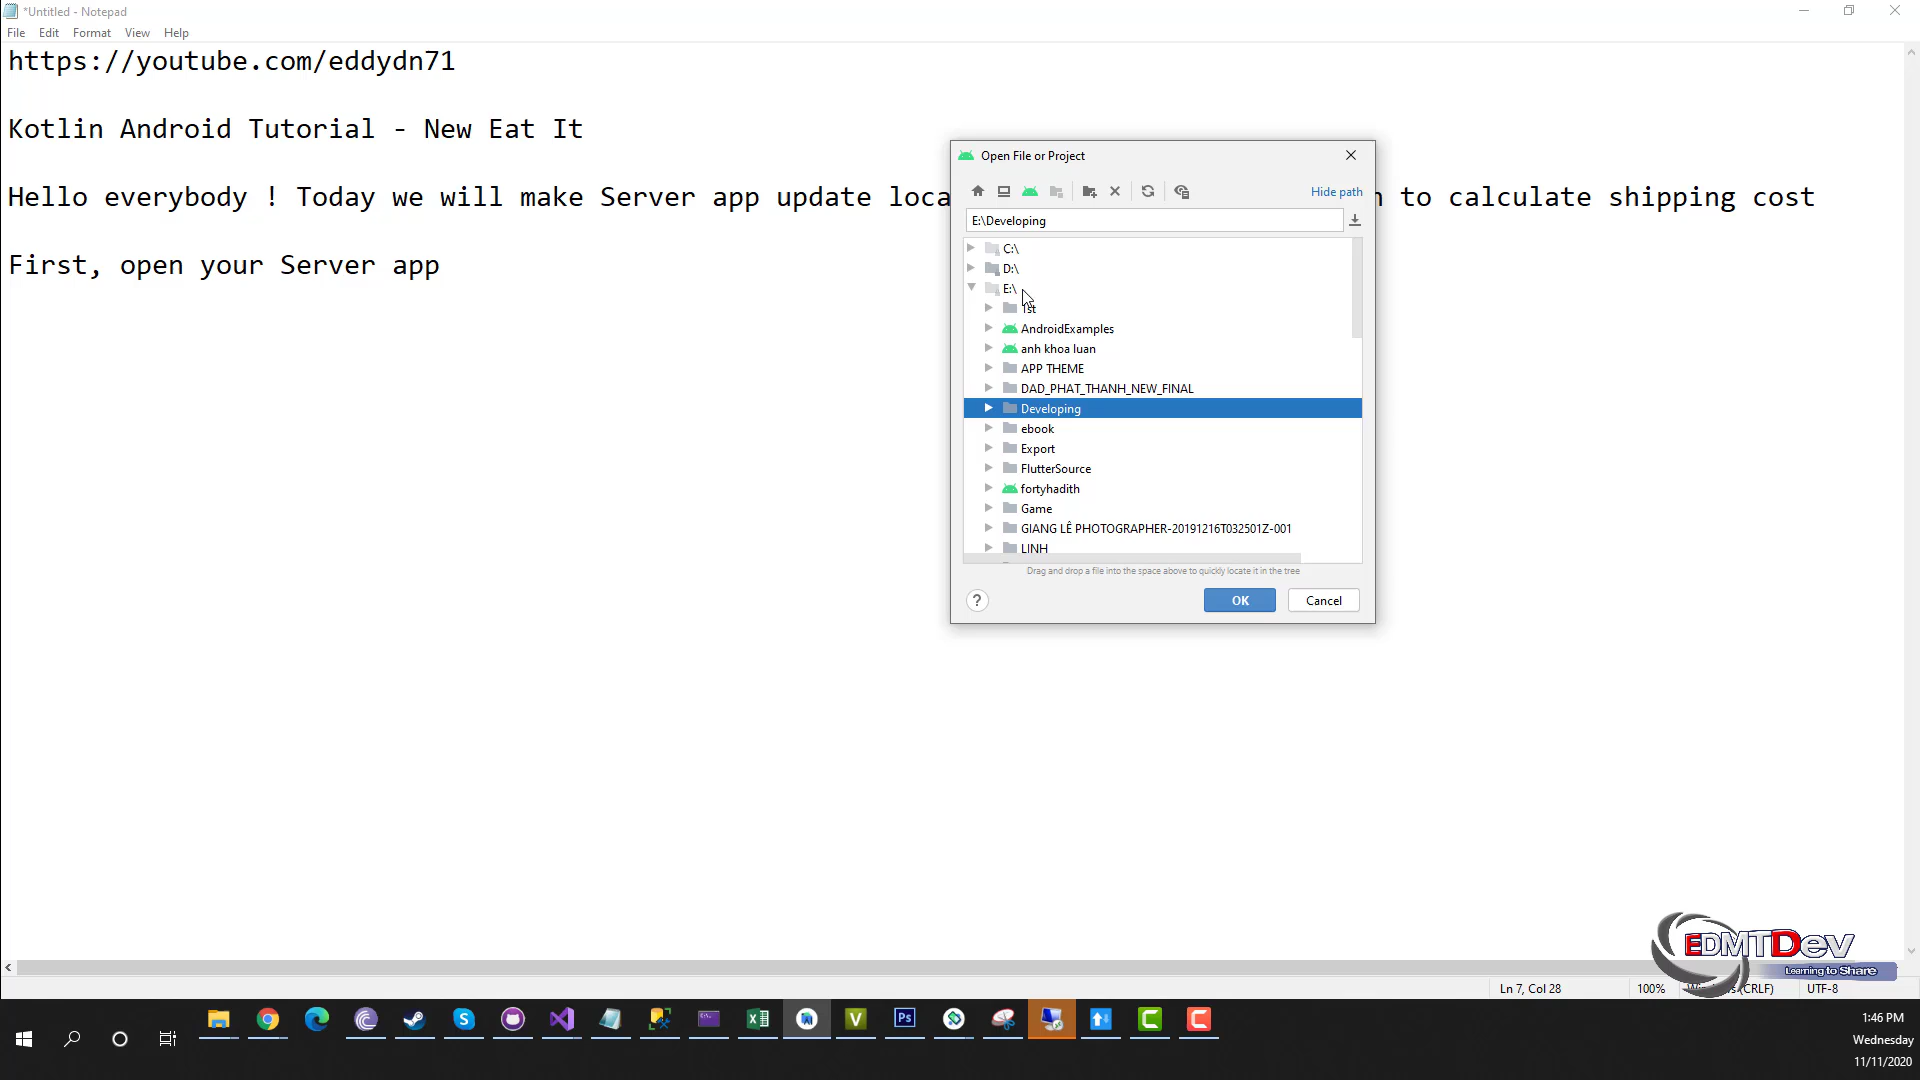 *Untitled - Notepad
File Edit Format View Help
https://youtube.com/eddydn71
Kotlin Android Tutorial - New Eat It
Hello everybody ! Today we will make Server app update loca
n to calculate shipping cost
First, open your Server app
Open File or Project
Hide path
E:\Developing
C:\
D:\
E:\
1st
AndroidExamples
anh khoa luan
APP THEME
DAD_PHAT_THANH_NEW_FINAL
Developing
ebook
Export
FlutterSource
fortyhadith
Game
GIANG LÊ PHOTOGRAPHER-20191216T032501Z-001
LINH
Drag and drop a file into the space above to quickly locate it in the tree
?
OK
Cancel
EDMTDev
Learning to Share
Ln 7, Col 28
100%
(CRLF)
UTF-8
Ps
1:46 PM
Wednesday
11/11/2020